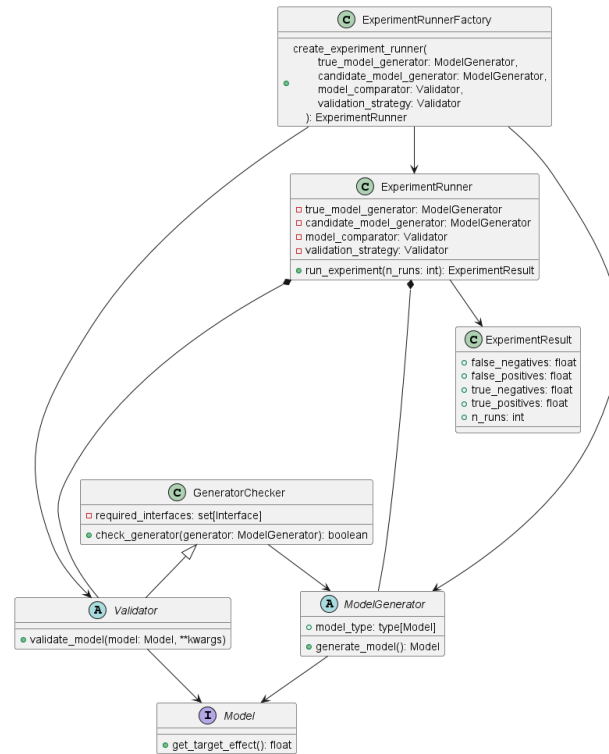 C ExperimentRunnerFactory
create_experiment_runner(
true_model_generator: ModelGenerator,
candidate_model_generator: ModelGenerator,
model_comparator: Validator,
validation_strategy: Validator
): ExperimentRunner
C ExperimentRunner
true_model_generator: ModelGenerator
candidate_model_generator: ModelGenerator
model_comparator: Validator
validation_strategy: Validator
run_experiment(n_runs: int): ExperimentResult
C ExperimentResult
false_negatives: float
false_positives: float
true_negatives: float
true_positives: float
n_runs: int
C GeneratorChecker
required_interfaces: set[Interface]
check_generator(generator: ModelGenerator): boolean
A Validator
validate_model(model: Model, **kwargs)
A ModelGenerator
model_type: type[Model]
generate_model(): Model
I Model
get_target_effect(): float